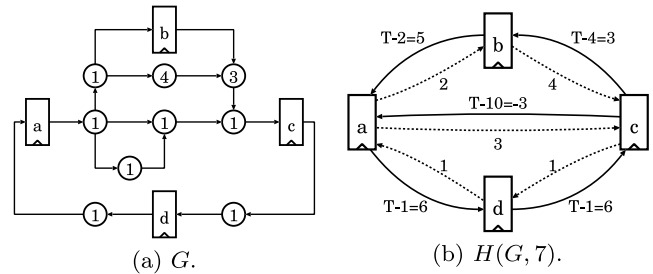 b
1 4 3
a 1 1 1 c
1
1 d 1
(a) G.
b
T-2=5 T-4=3
2 4
T-10=-3
a c
3
1 1
T-1=6 d T-1=6
(b) H(G, 7).